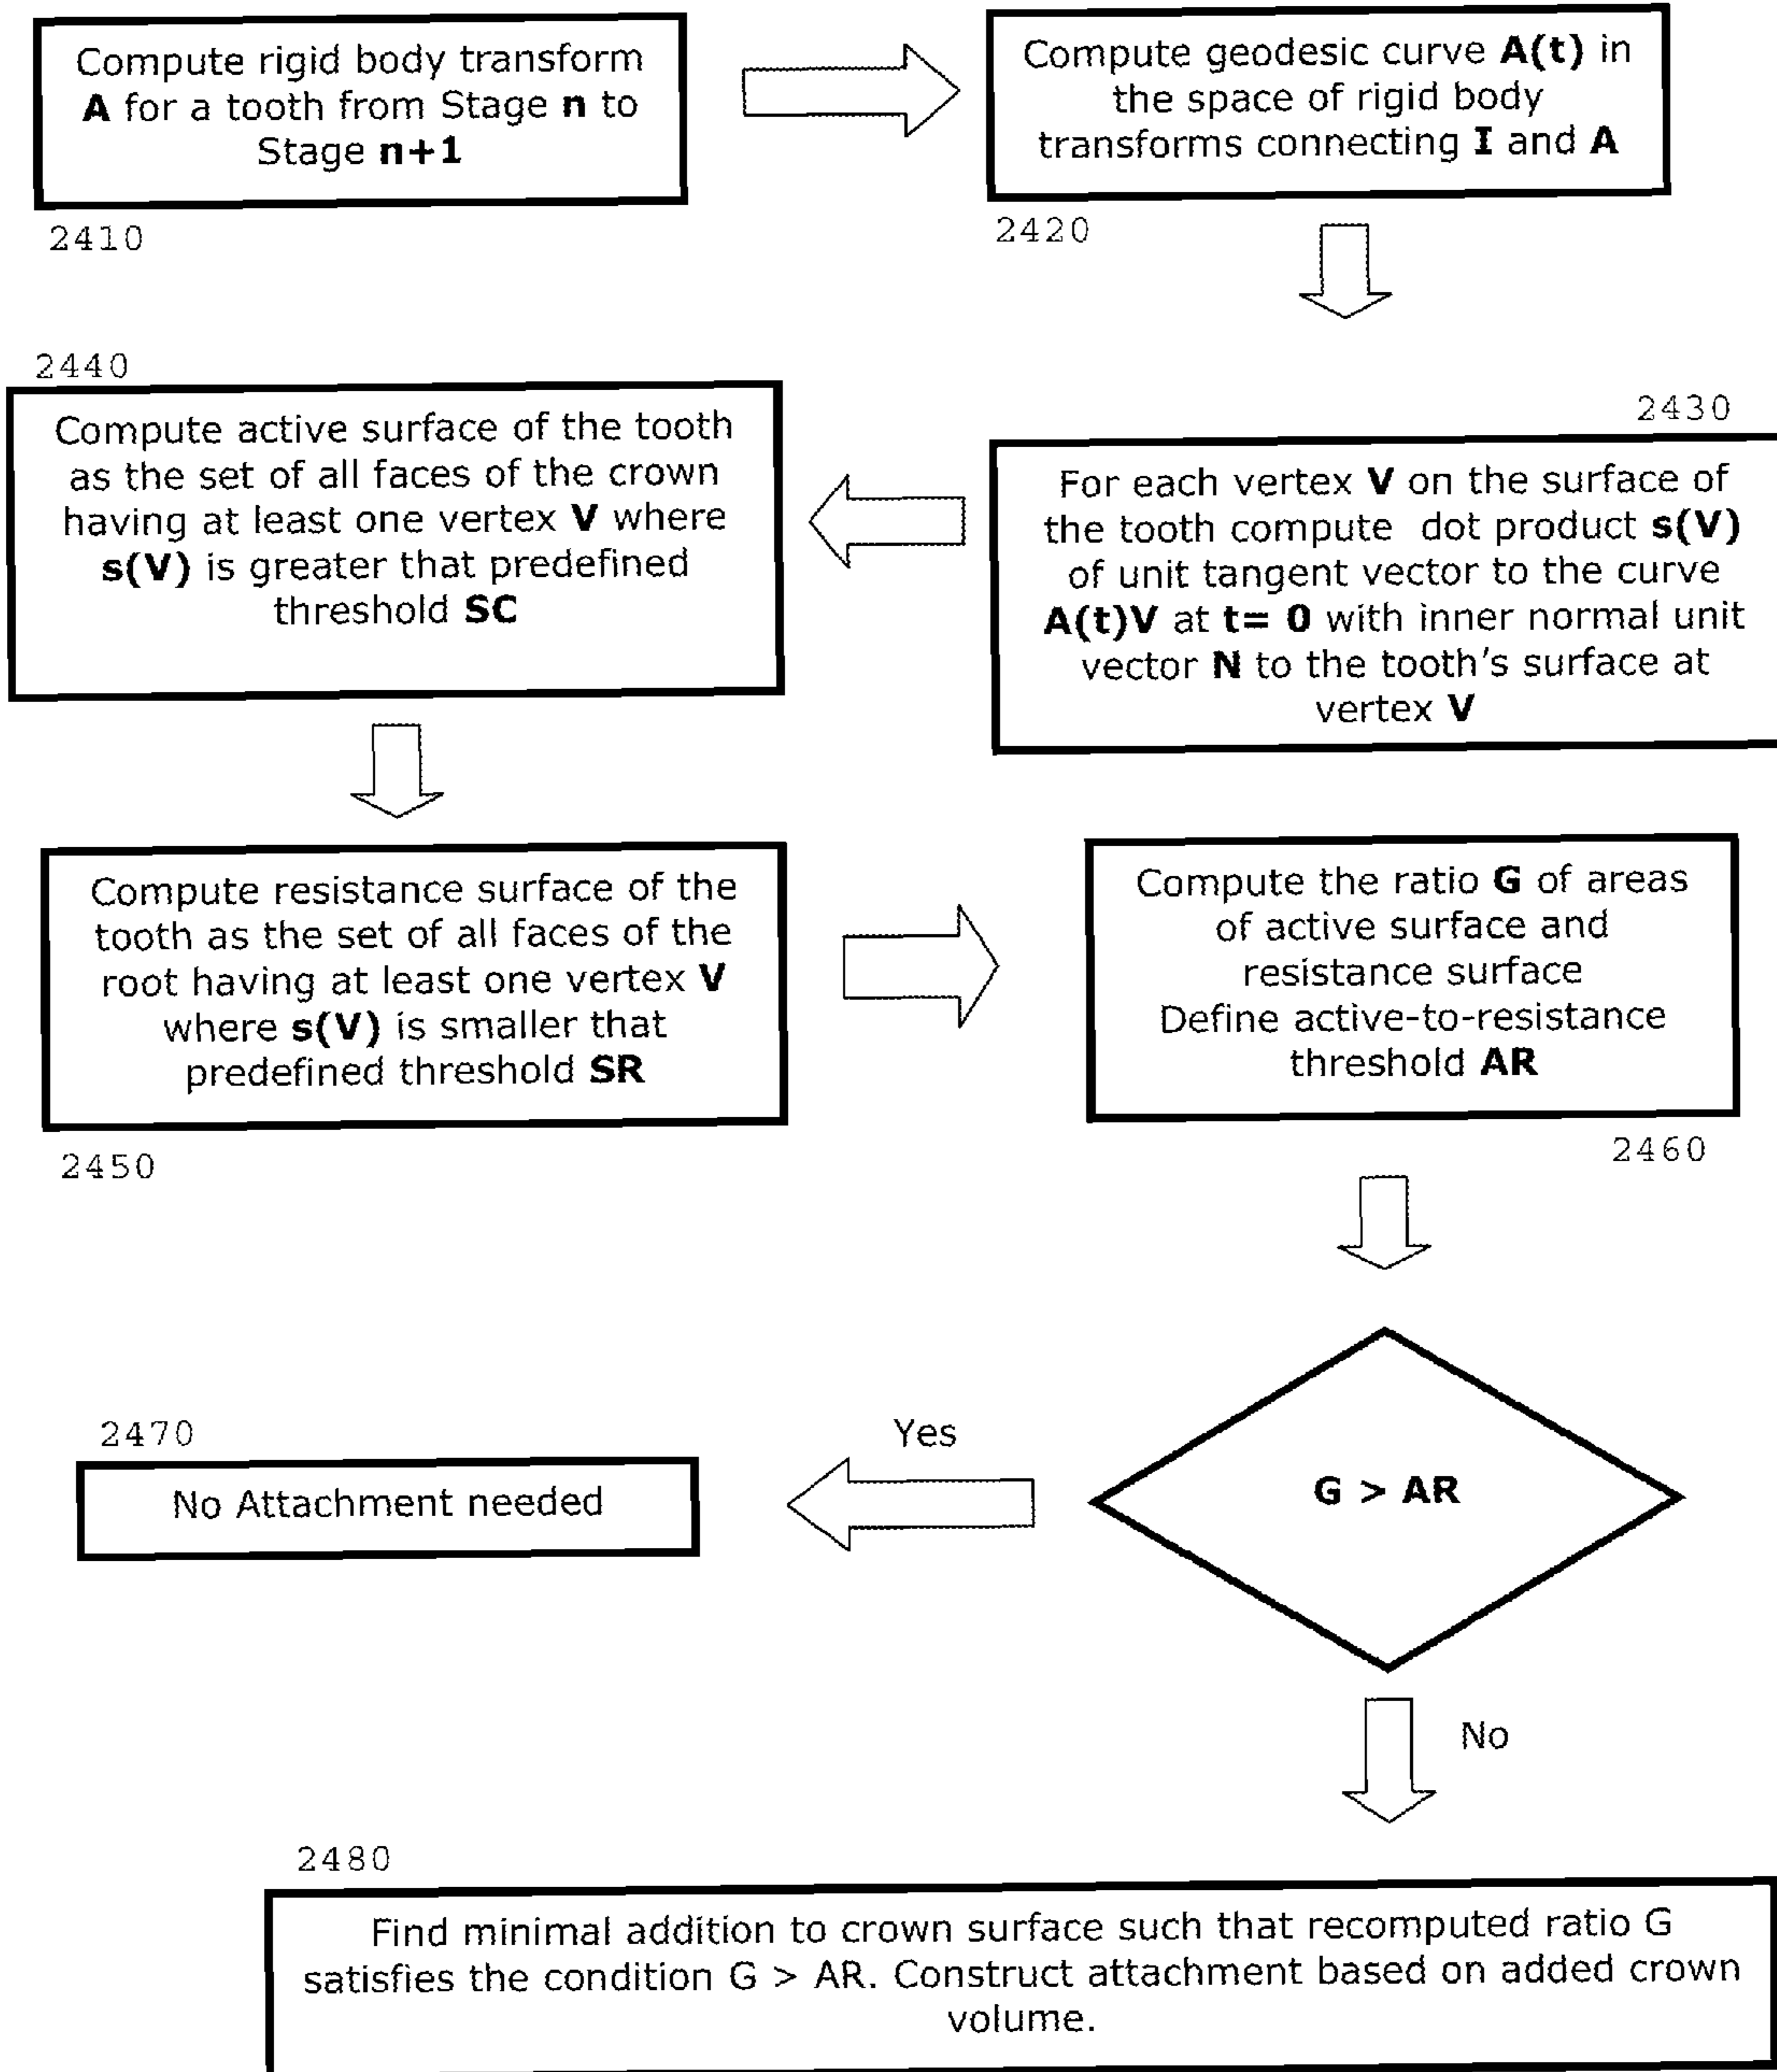 Compute rigid body transform
A for a tooth from Stage n to
Stage n+1
2410
Compute geodesic curve A(t) in
the space of rigid body
transforms connecting I and A
2420
2430
For each vertex V on the surface of
the tooth compute dot product s(V)
of unit tangent vector to the curve
A(t)V at t= 0 with inner normal unit
vector N to the tooth's surface at
vertex V
2440
Compute active surface of the tooth
as the set of all faces of the crown
having at least one vertex V where
s(V) is greater that predefined
threshold SC
Compute resistance surface of the
tooth as the set of all faces of the
root having at least one vertex V
where s(V) is smaller that
predefined threshold SR
2450
Compute the ratio G of areas
of active surface and
resistance surface
Define active-to-resistance
threshold AR
2460
G > AR
Yes
2470
No Attachment needed
No
2480
Find minimal addition to crown surface such that recomputed ratio G
satisfies the condition G > AR. Construct attachment based on added crown
volume.